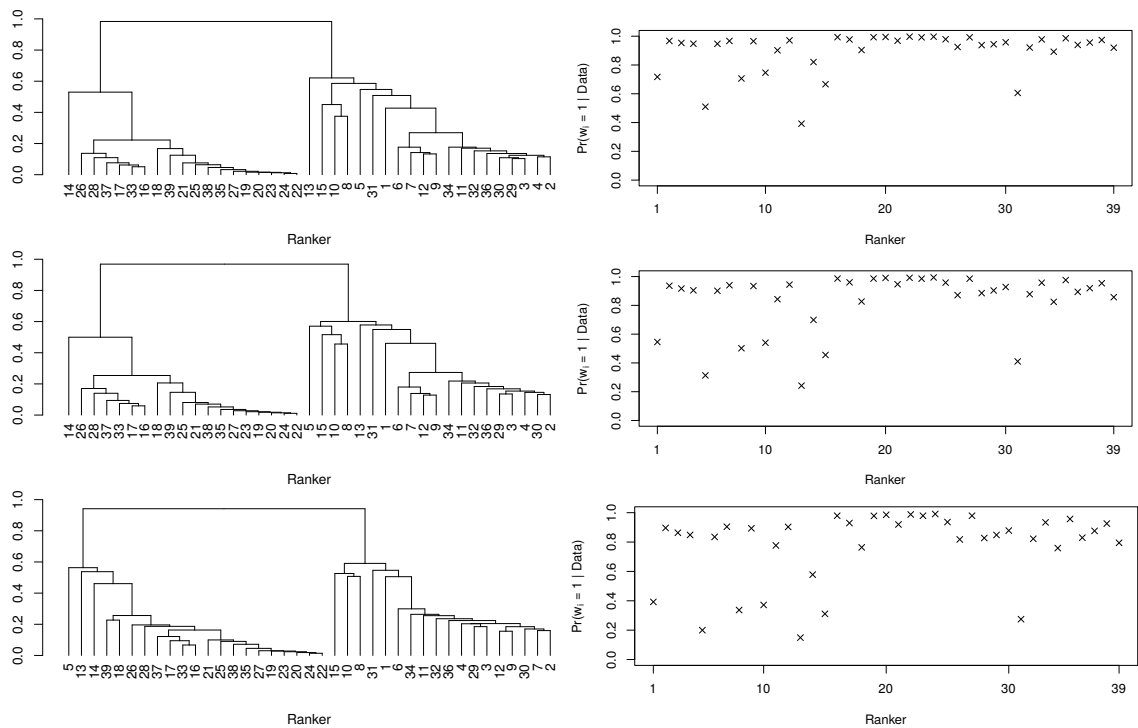 0.0 0.2 0.4 0.6 0.8 1.0
14 26 28 37 17 33 16 18 39 21 25 38 35 27 19 20 23 24 22 13 15 10 8 5 31 1 6 7 12 9 34 11 32 36 30 29 3 4 2
Ranker
Pr(wi = 1 | Data)
0.0 0.2 0.4 0.6 0.8 1.0
1 10 20 30 39
Ranker
0.0 0.2 0.4 0.6 0.8 1.0
14 26 28 37 33 17 16 18 39 25 21 38 35 27 23 19 20 24 22 5 15 10 8 13 31 1 6 7 12 9 34 11 32 36 29 3 4 30 2
Ranker
Pr(wi = 1 | Data)
0.0 0.2 0.4 0.6 0.8 1.0
1 10 20 30 39
Ranker
0.0 0.2 0.4 0.6 0.8 1.0
5 13 14 39 18 26 28 37 17 33 16 21 25 38 35 27 19 23 20 24 22 15 10 8 31 1 6 34 11 32 36 4 29 3 12 9 30 7 2
Ranker
Pr(wi = 1 | Data)
0.0 0.2 0.4 0.6 0.8 1.0
1 10 20 30 39
Ranker